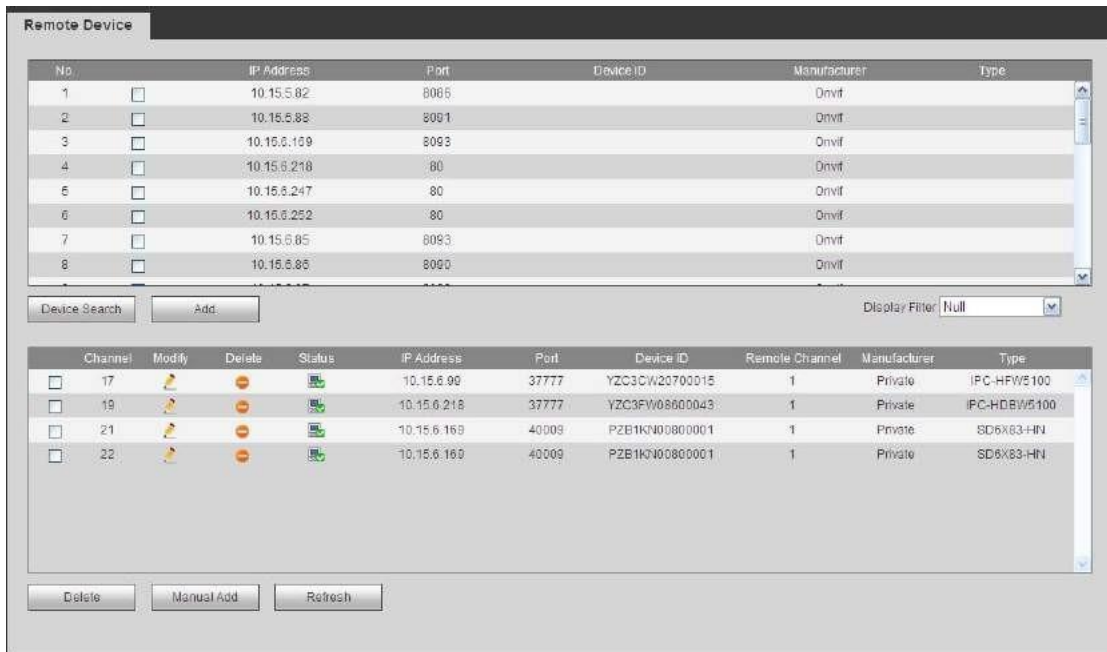 Remote Device
No. IP Address Port Device ID Manufacturer Type
1 10.15.5.82 8086 Onvif
2 10.15.6.88 8091 Onvif
3 10.15.6.169 8093 Onvif
4 10.15.6.218 80 Onvif
5 10.15.6.247 80 Onvif
6 10.15.6.252 80 Onvif
7 10.15.6.85 8093 Onvif
8 10.15.6.86 8090 Onvif
Device Search Add Display Filter Null
Channel Modify Delete Status IP Address Port Device ID Remote Channel Manufacturer Type
17 10.15.6.99 37777 YZC3CW20700015 1 Private IPC-HFW5100
19 10.15.6.218 37777 YZC3FW08600043 1 Private IPC-HDBW5100
21 10.15.6.169 40009 PZB1KN00800001 1 Private SD6X83-HN
22 10.15.6.169 40009 PZB1KN00800001 1 Private SD6X83-HN
Delete Manual Add Refresh